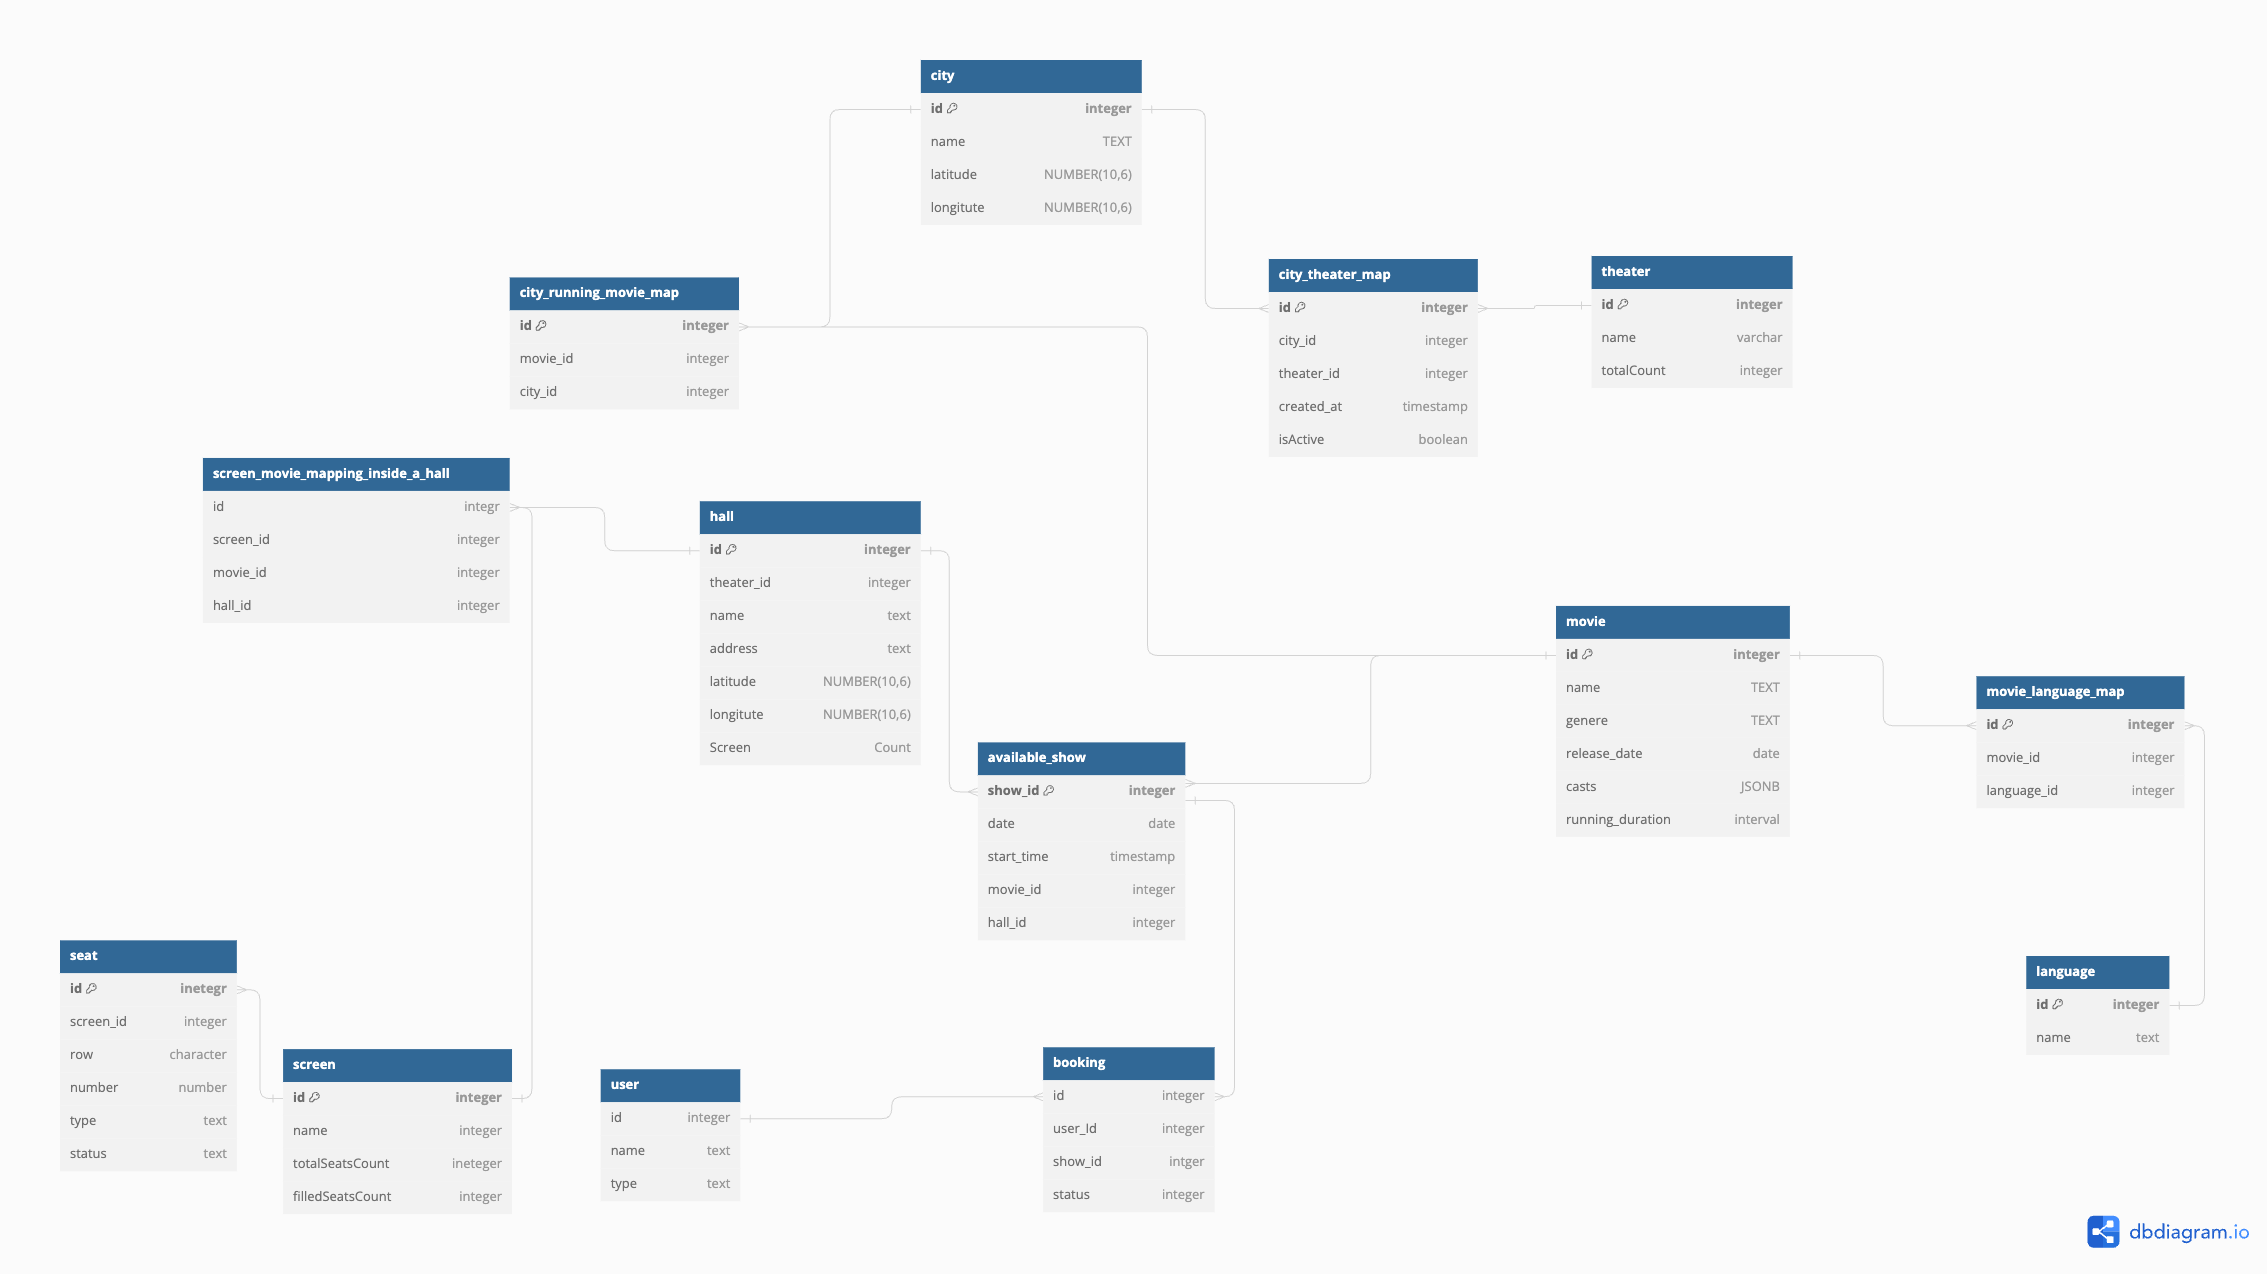 city
id integer
name TEXT
latitude NUMBER(10,6)
longitute NUMBER(10,6)
city_running_movie_map
id integer
movie_id integer
city_id integer
city_theater_map
id integer
city_id integer
theater_id integer
created_at timestamp
isActive boolean
theater
id integer
name varchar
totalCount integer
screen_movie_mapping_inside_a_hall
id integr
screen_id integer
movie_id integer
hall_id integer
hall
id integer
theater_id integer
name text
address text
latitude NUMBER(10,6)
longitute NUMBER(10,6)
Screen Count
available_show
show_id integer
date date
start_time timestamp
movie_id integer
hall_id integer
movie
id integer
name TEXT
genere TEXT
release_date date
casts JSONB
running_duration interval
movie_language_map
id integer
movie_id integer
language_id integer
language
id integer
name text
seat
id inetegr
screen_id integer
row character
number number
type text
status text
screen
id integer
name integer
totalSeatsCount ineteger
filledSeatsCount integer
user
id integer
name text
type text
booking
id integer
user_Id integer
show_id intger
status integer
dbdiagram.io